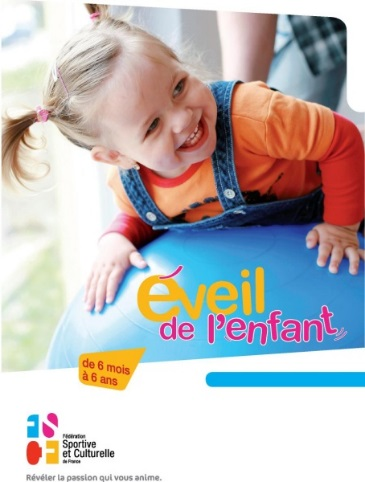 éveil
de l'enfant
de 6 mois
à 6 ans
FSCF
Fédération
Sportive
et Culturelle
de France
Révéler la passion qui vous anime.